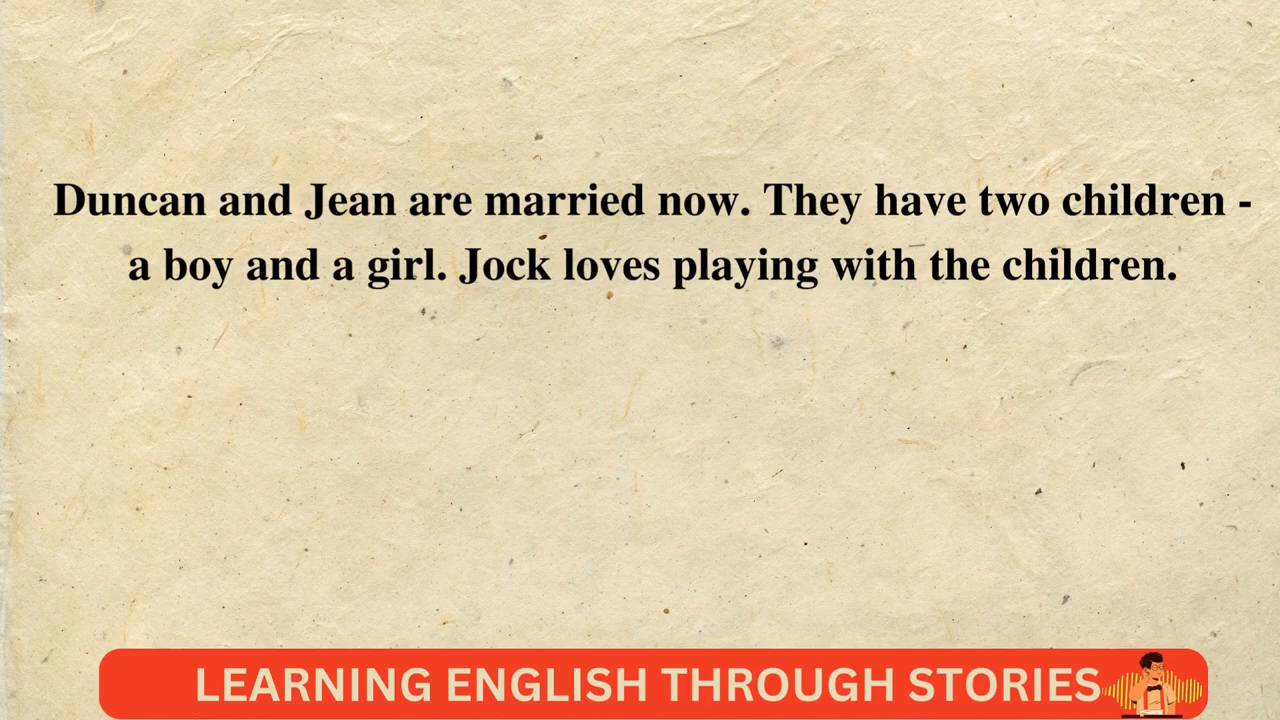 Duncan and Jean are married now. They have two children -
a boy and a girl. Jock loves playing with the children.
LEARNING ENGLISH THROUGH STORIES